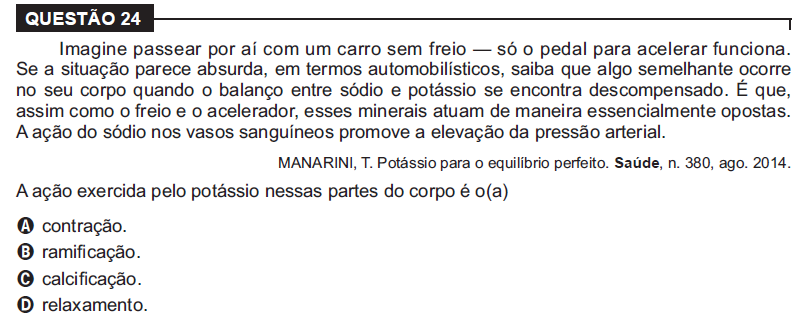 QUESTÃO 24
Imagine passear por aí com um carro sem freio — só o pedal para acelerar funciona.
Se a situação parece absurda, em termos automobilísticos, saiba que algo semelhante ocorre
no seu corpo quando o balanço entre sódio e potássio se encontra descompensado. É que,
assim como o freio e o acelerador, esses minerais atuam de maneira essencialmente opostas.
A ação do sódio nos vasos sanguíneos promove a elevação da pressão arterial.
MANARINI, T. Potássio para o equilíbrio perfeito. Saúde, n. 380, ago. 2014.
A ação exercida pelo potássio nessas partes do corpo é o(a)
A contração.
B ramificação.
C calcificação.
D relaxamento.